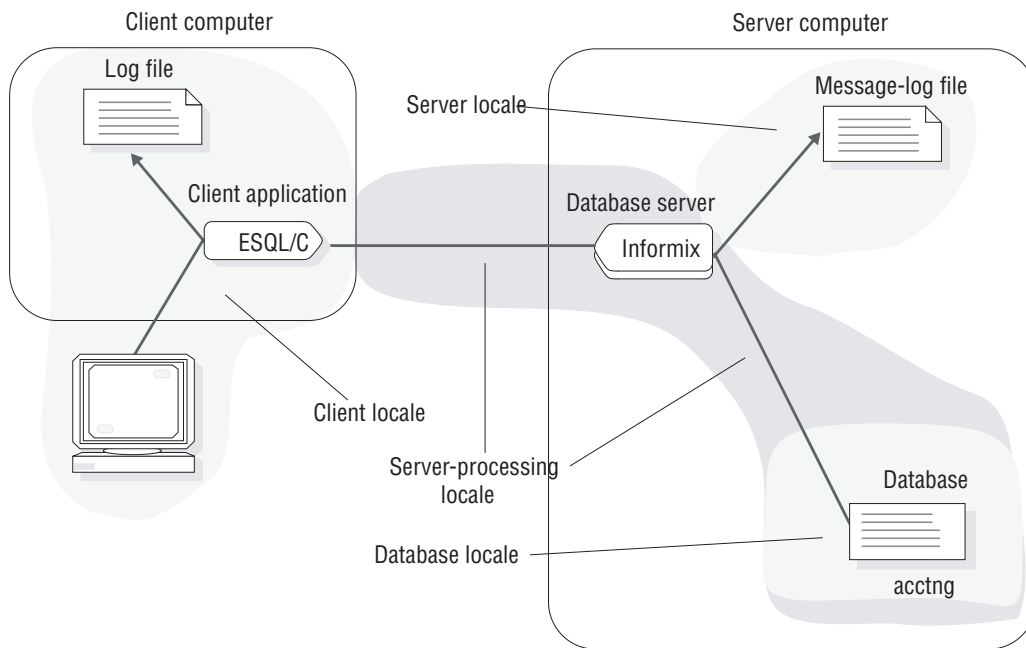 Client computer
Server computer
Log file
Message-log file
Server locale
Client application
Database server
ESQL/C
Informix
Client locale
Server-processing
locale
Database
Database locale
acctng